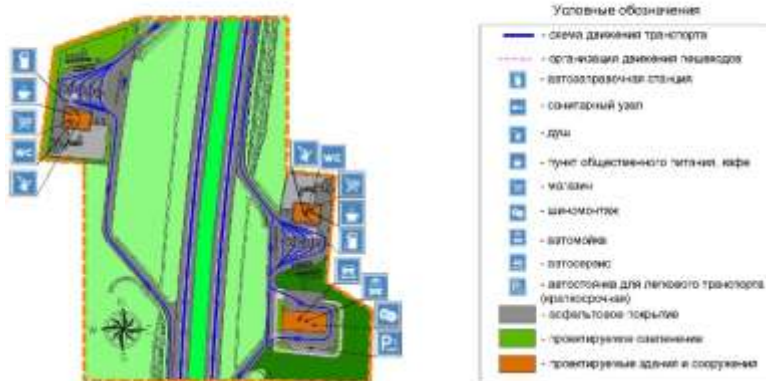 Условные обозначения
- схема движения транспорта
- организация движения пешеходов
- автозаправочная станция
- санитарный узел
- душ
- пункт общественного питания, кафе
- магазин
- шиномонтаж
- автомойка
- автосервис
- автостоянка для легкового транспорта
(краткосрочная)
- асфальтовое покрытие
- проектируемое озеленение
- проектируемые здания и сооружения
WC
WC
P